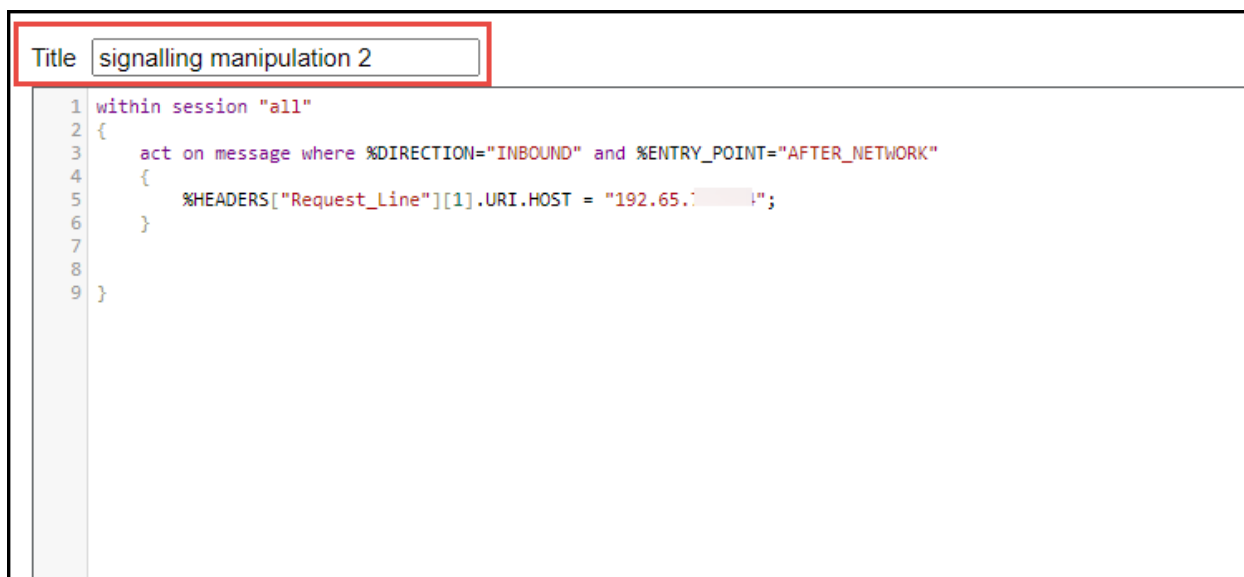 Title signalling manipulation 2
1 within session "all"
2 {
3 act on message where %DIRECTION="INBOUND" and %ENTRY_POINT="AFTER_NETWORK"
4 {
5 %HEADERS["Request_Line"][1].URI.HOST = "192.65.
6 }
7
8
9 }